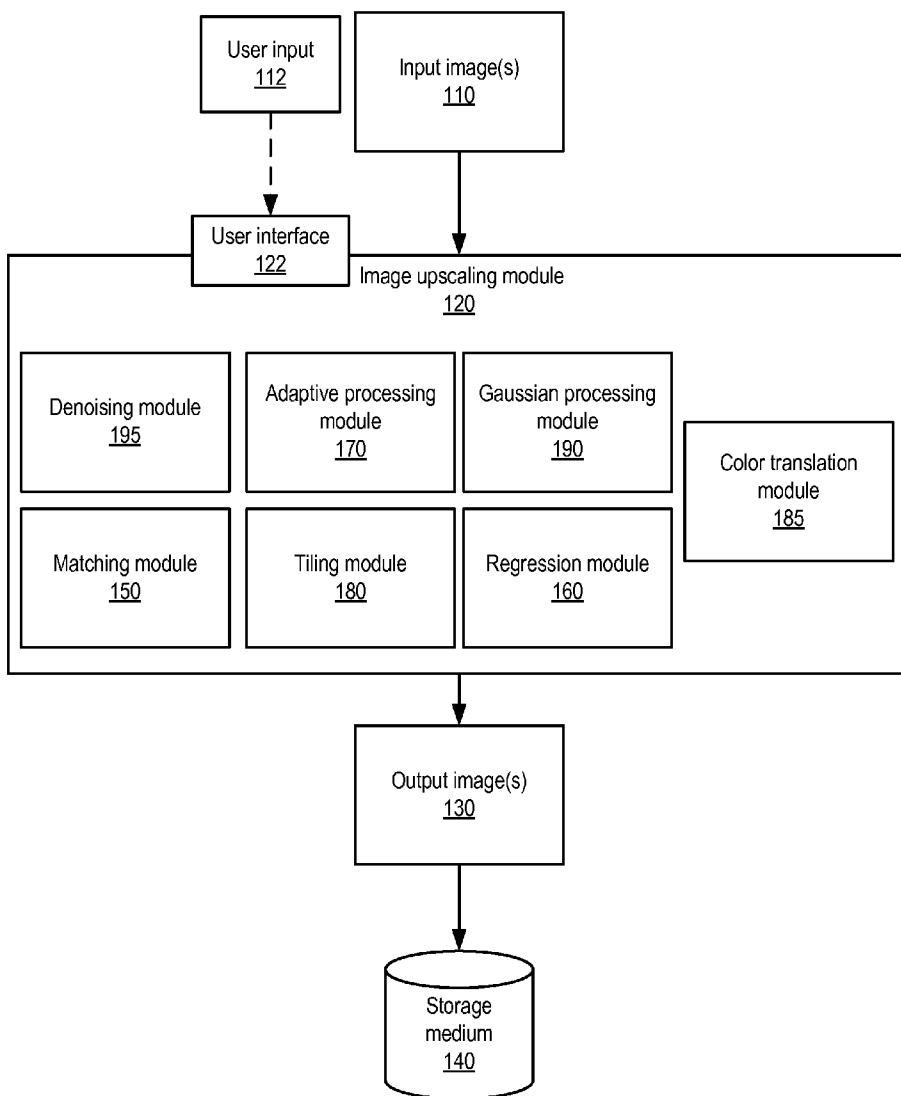 User input
112
Input image(s)
110
User interface
122
Image upscaling module
120
Denoising module
195
Adaptive processing
module
170
Gaussian processing
module
190
Color translation
module
185
Matching module
150
Tiling module
180
Regression module
160
Output image(s)
130
Storage
medium
140